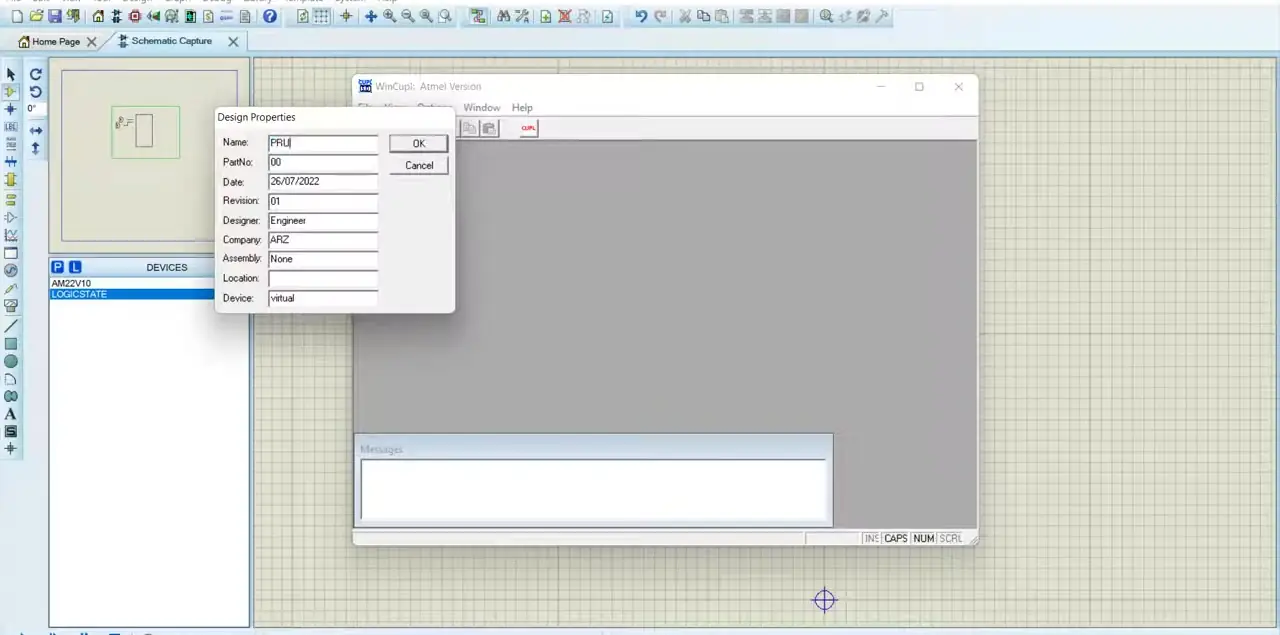 Home Page
Schematic Capture
WinCupl: Atmel Version
Window Help
CUPL
0°
Design Properties
Name: PRU
OK
PartNo: 00
Cancel
Date: 26/07/2022
Revision: 01
Designer: Engineer
Company: ARZ
Assembly: None
Location:
Device: virtual
P L DEVICES
AM22V10
LOGICSTATE
Messages
INS CAPS NUM SCRL